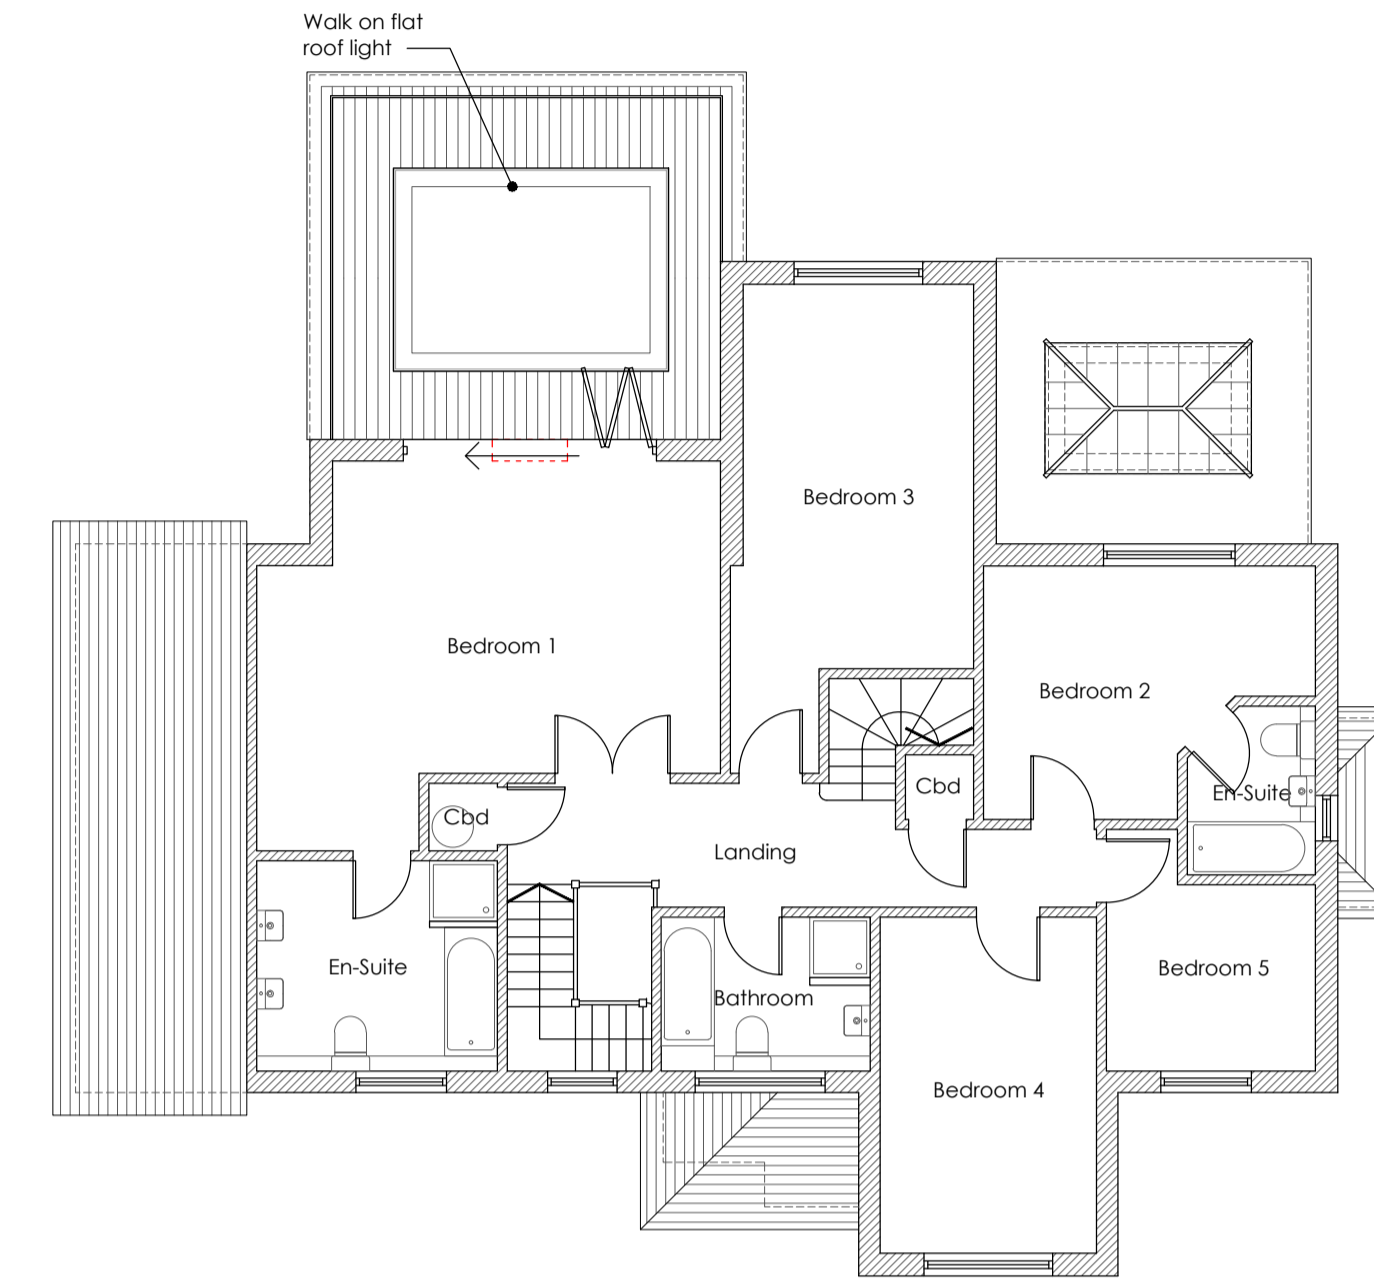 Walk on flat
roof light
Bedroom 3
Bedroom 1
Bedroom 2
Cbd
En-Suite
Cbd
Landing
En-Suite
Bedroom 5
Bathroom
Bedroom 4